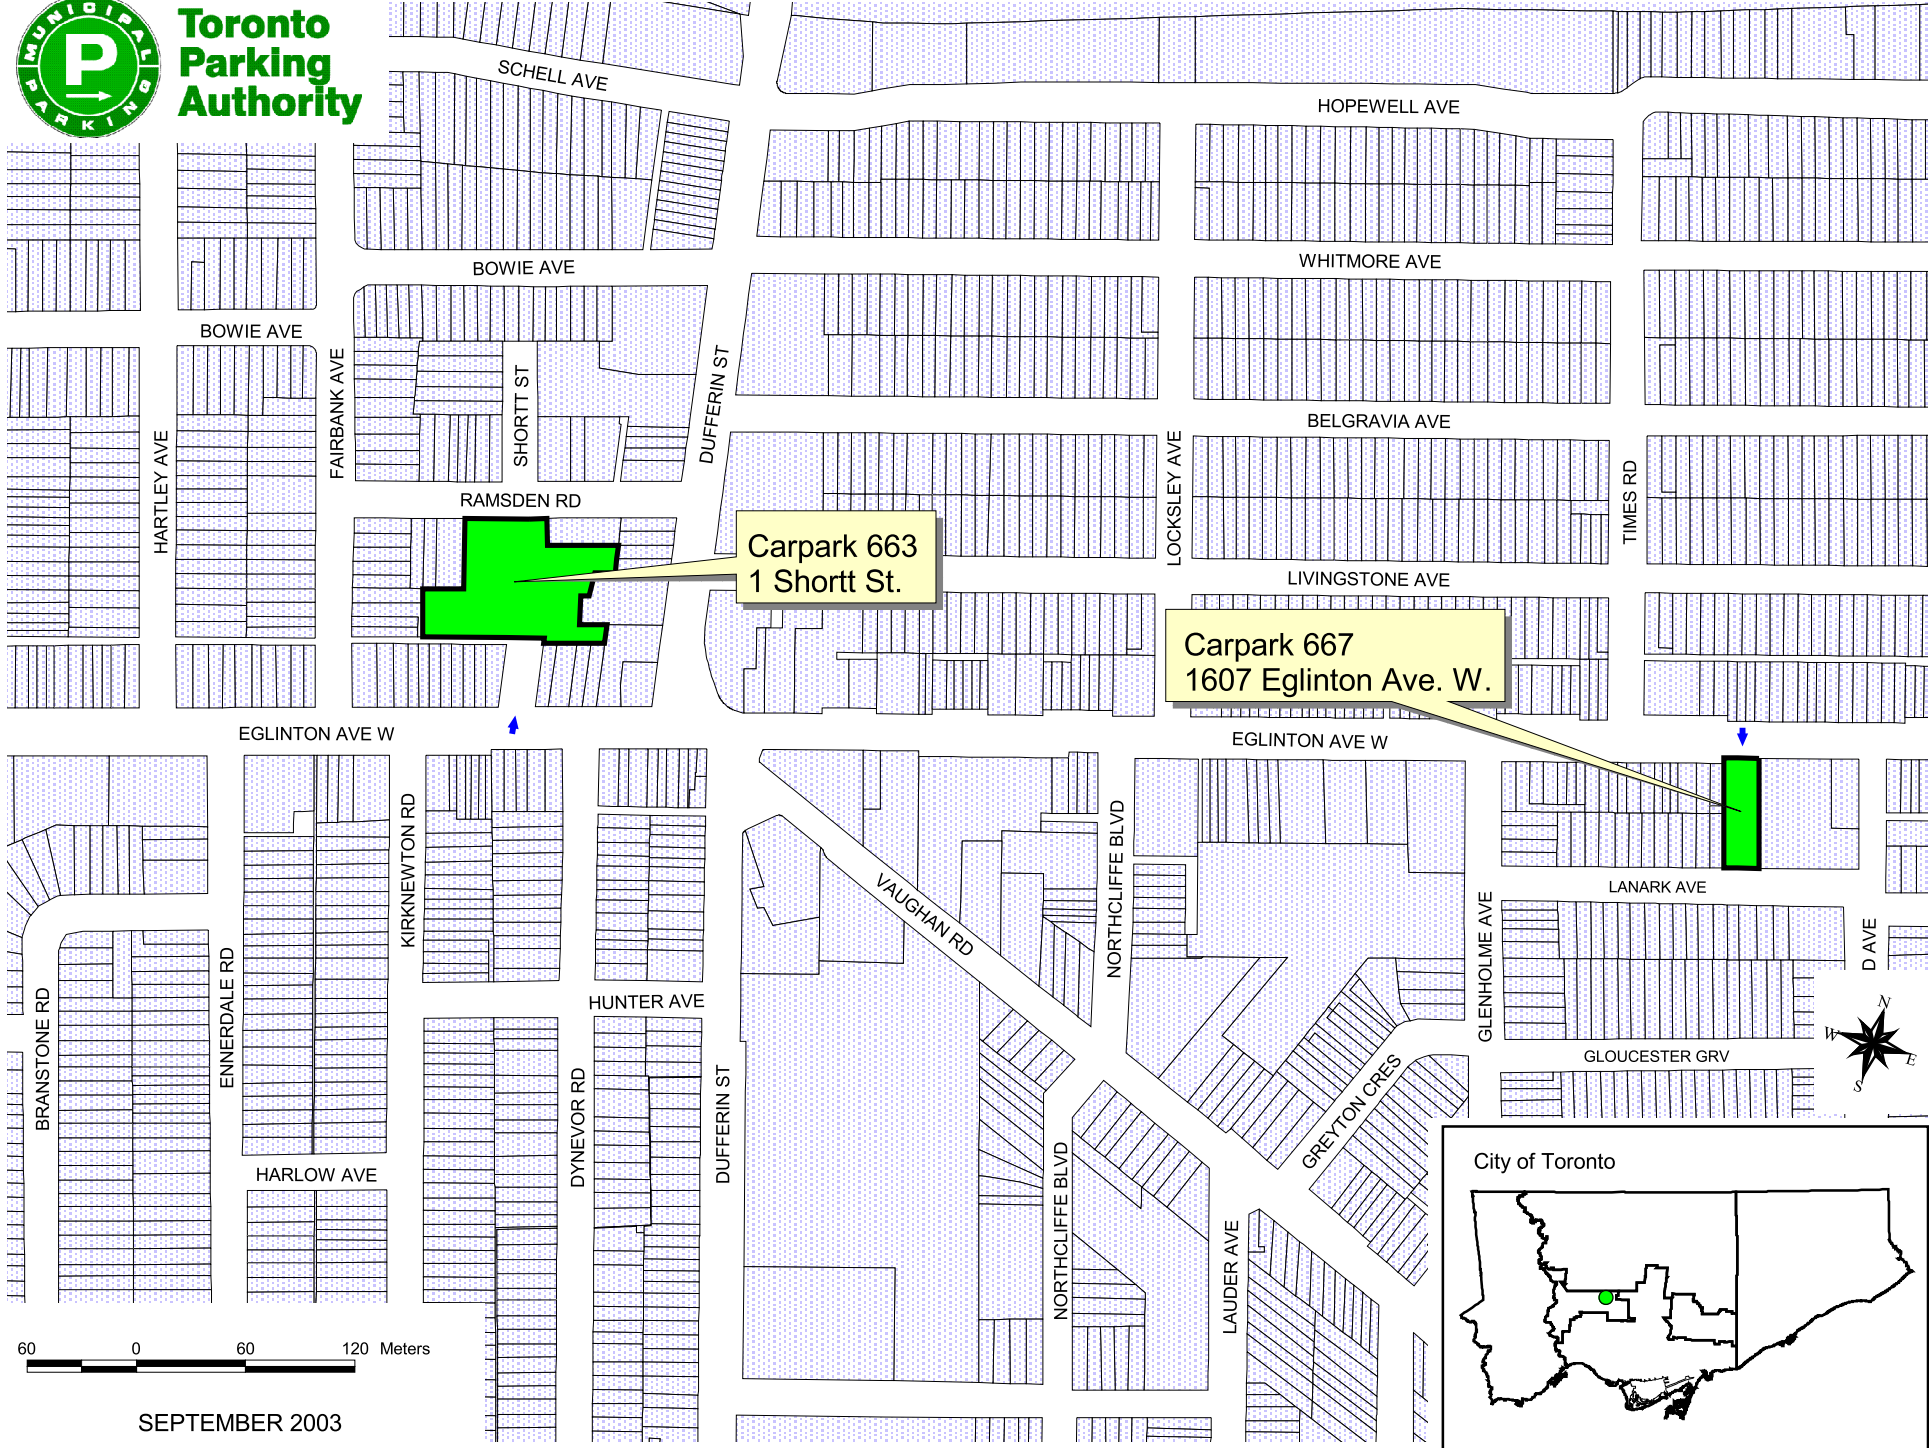 MUNICIPAL
PARKING
P
Toronto
Parking
Authority
SCHELL AVE
HOPEWELL AVE
BOWIE AVE
WHITMORE AVE
BOWIE AVE
FAIRBANK AVE
SHORTT ST
DUFFERIN ST
BELGRAVIA AVE
HARTLEY AVE
LOCKSLEY AVE
TIMES RD
RAMSDEN RD
Carpark 663
1 Shortt St.
LIVINGSTONE AVE
Carpark 667
1607 Eglinton Ave. W.
EGLINTON AVE W
EGLINTON AVE W
KIRKNEWTON RD
NORTHCLIFFE BLVD
VAUGHAN RD
LANARK AVE
GLENHOLME AVE
D AVE
ENNERDALE RD
BRANSTONE RD
HUNTER AVE
GLOUCESTER GRV
N
W
E
S
DYNEVOR RD
DUFFERIN ST
GREYTON CRES
HARLOW AVE
NORTHCLIFFE BLVD
LAUDER AVE
City of Toronto
60 0 60 120 Meters
SEPTEMBER 2003